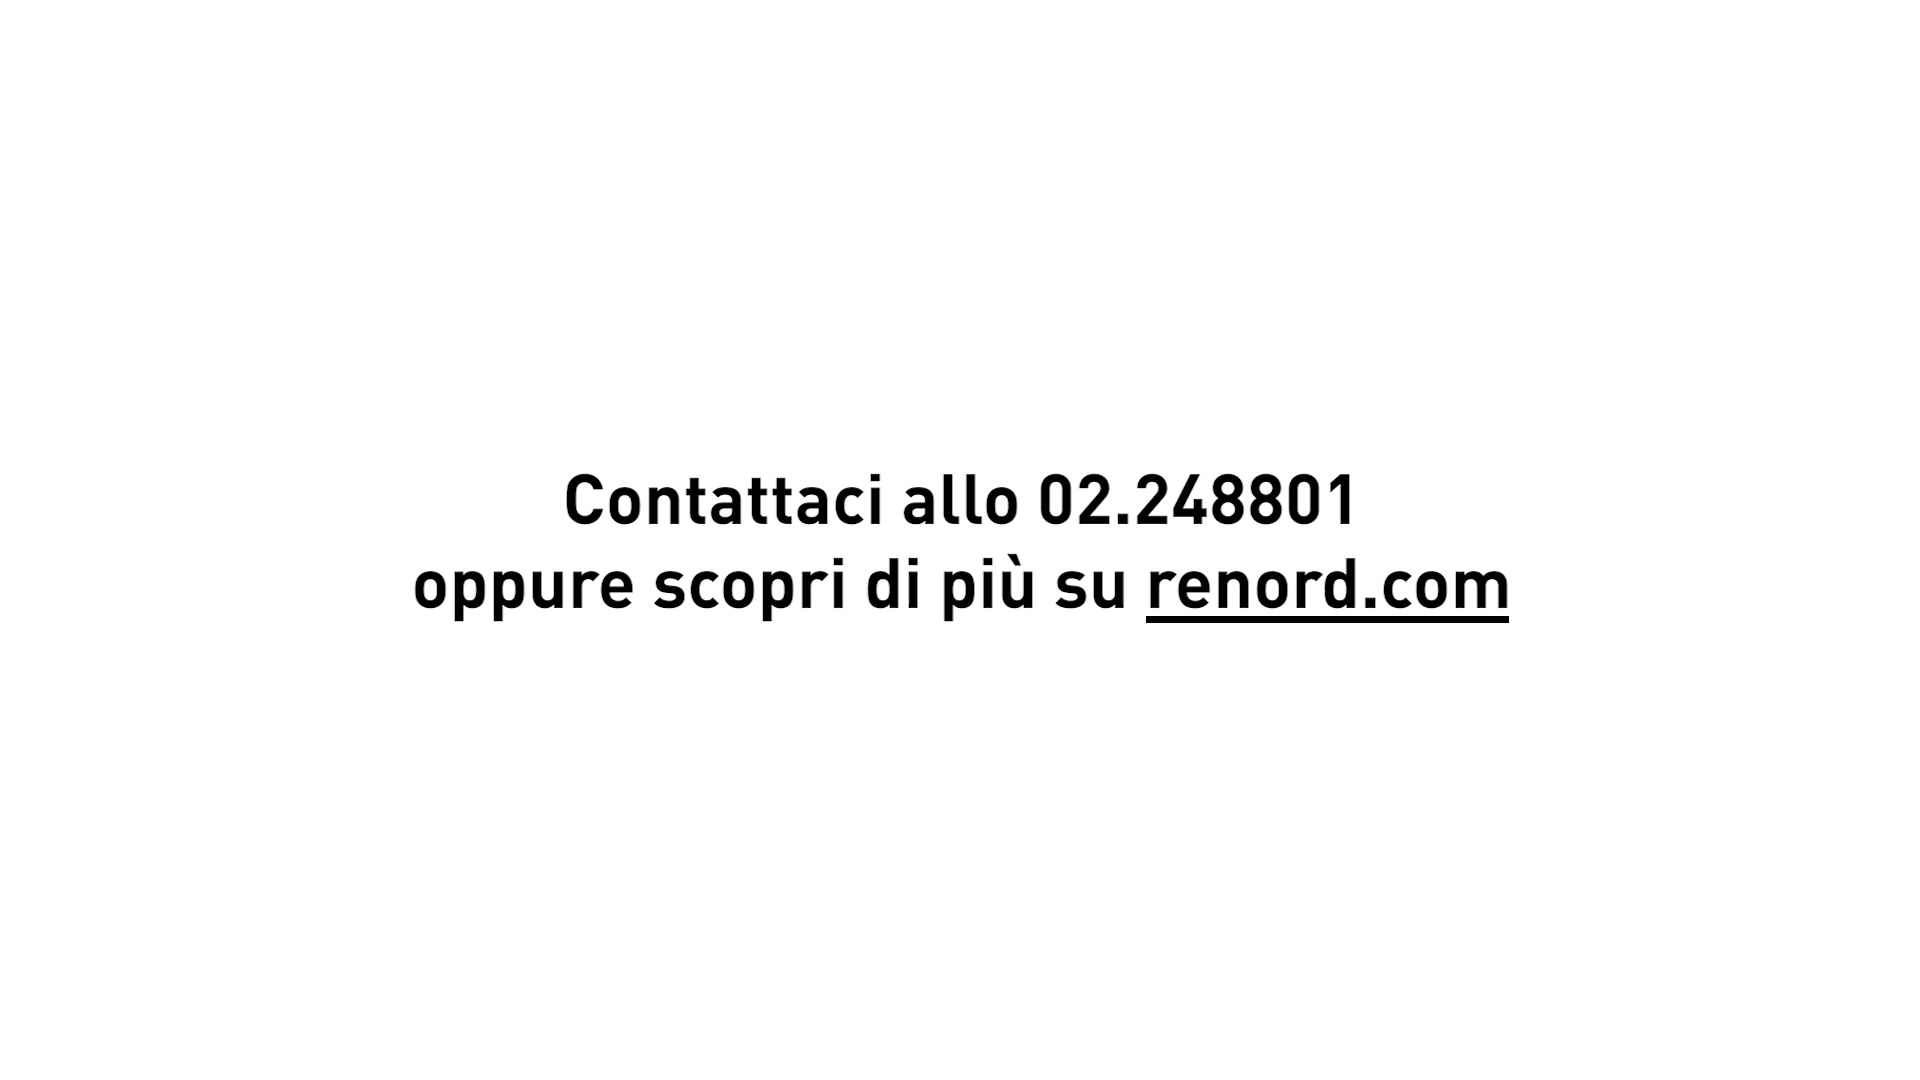 Contattaci allo 02.248801
oppure scopri di più su renord.com